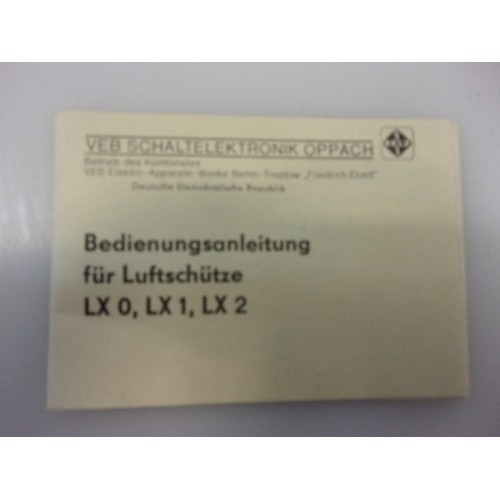 VEB SCHALTELEKTRONIK OPPACH
Betrieb des Kombinates
VEB Elektro-Apparate-Werke Berlin-Treptow „Friedrich Ebert“
Deutsche Demokratische Republik
Bedienungsanleitung
für Luftschütze
LX 0, LX 1, LX 2